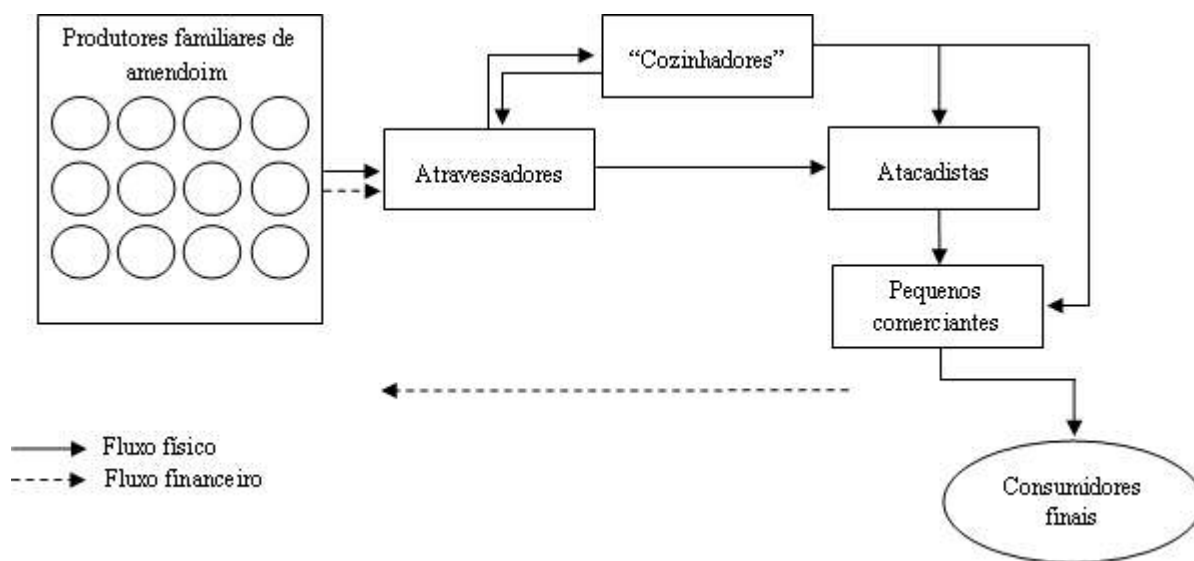 Produtores familiares de
amendoim
“Cozinhadores”
Atravessadores
Atacadistas
Pequenos
comerciantes
Fluxo físico
Fluxo financeiro
Consumidores
finais